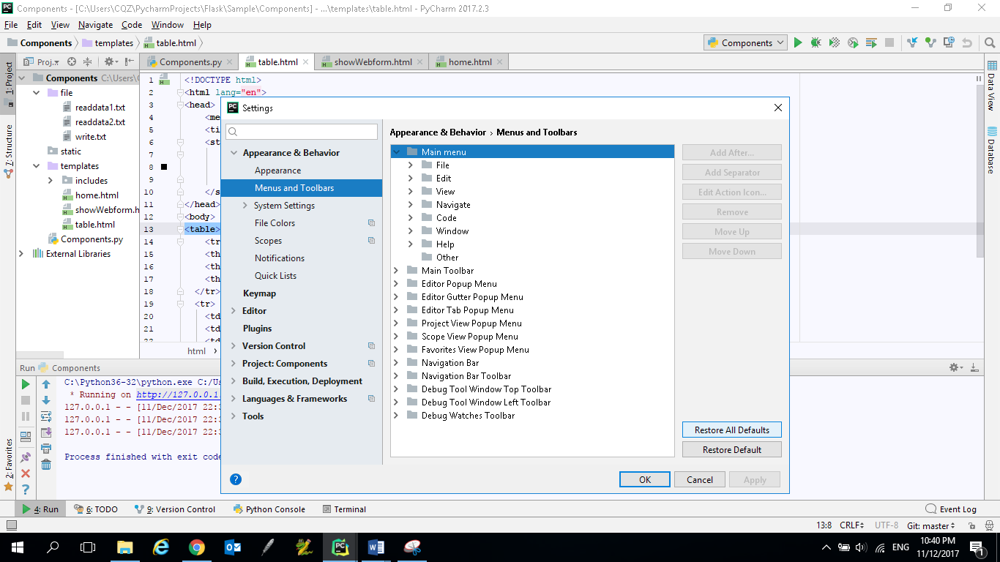 Components - [C:\Users\CQZ\PycharmProjects\Flask\Sample\Components] - ...\templates\table.html - PyCharm 2017.2.3
File Edit View Navigate Code Window Help
Components templates table.html
Components
1: Project
7: Structure
2: Favorites
Proj..
Components C:\Users\
file
readdata1.txt
readdata2.txt
write.txt
static
templates
includes
home.html
showWebform.h
table.html
Components.py
External Libraries
Components.py table.html showWebform.html home.html
1 <!DOCTYPE html>
2 <html lang="en">
3 <head>
4 <me
5 <ti
6 <st
7
8
9
10 </s
11 </head>
12 <body>
13 <table>
14 <tr
15 <th
16 <th
17 <th
18 </tr>
19 <tr>
20 <td
21 <td
22 <td
html
Data View
Database
PC Settings
Appearance & Behavior
Appearance
Menus and Toolbars
System Settings
File Colors
Scopes
Notifications
Quick Lists
Keymap
Editor
Plugins
Version Control
Project: Components
Build, Execution, Deployment
Languages & Frameworks
Tools
Appearance & Behavior › Menus and Toolbars
Main menu
File
Edit
View
Navigate
Code
Window
Help
Other
Main Toolbar
Editor Popup Menu
Editor Gutter Popup Menu
Editor Tab Popup Menu
Project View Popup Menu
Scope View Popup Menu
Favorites View Popup Menu
Navigation Bar
Navigation Bar Toolbar
Debug Tool Window Top Toolbar
Debug Tool Window Left Toolbar
Debug Watches Toolbar
Add After...
Add Separator
Edit Action Icon...
Remove
Move Up
Move Down
Restore All Defaults
Restore Default
OK Cancel Apply
Run Components
C:\Python36-32\python.exe C:/Us
* Running on http://127.0.0.1
127.0.0.1 - - [11/Dec/2017 22:3
127.0.0.1 - - [11/Dec/2017 22:3
127.0.0.1 - - [11/Dec/2017 22:3
Process finished with exit code
4: Run 6: TODO 9: Version Control Python Console Terminal Event Log
13:8 CRLF UTF-8 Git: master
ENG 10:40 PM
11/12/2017
1